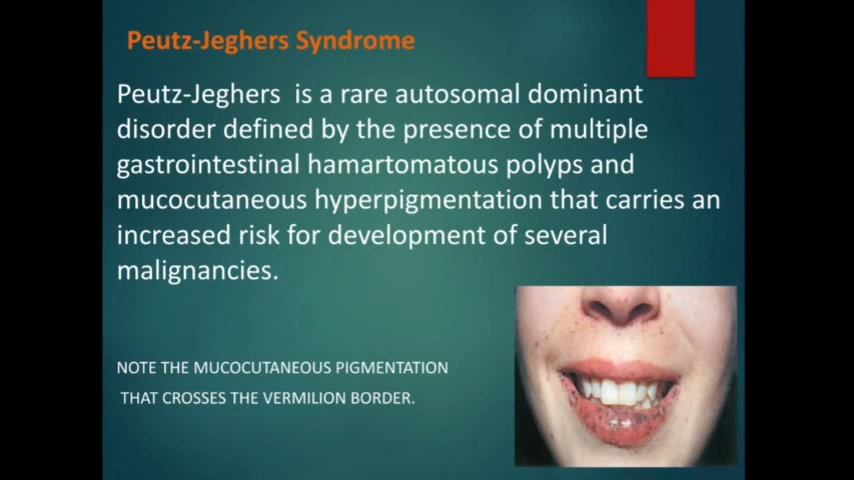 Peutz-Jeghers Syndrome
Peutz-Jeghers is a rare autosomal dominant
disorder defined by the presence of multiple
gastrointestinal hamartomatous polyps and
mucocutaneous hyperpigmentation that carries an
increased risk for development of several
malignancies.
NOTE THE MUCOCUTANEOUS PIGMENTATION
THAT CROSSES THE VERMILION BORDER.